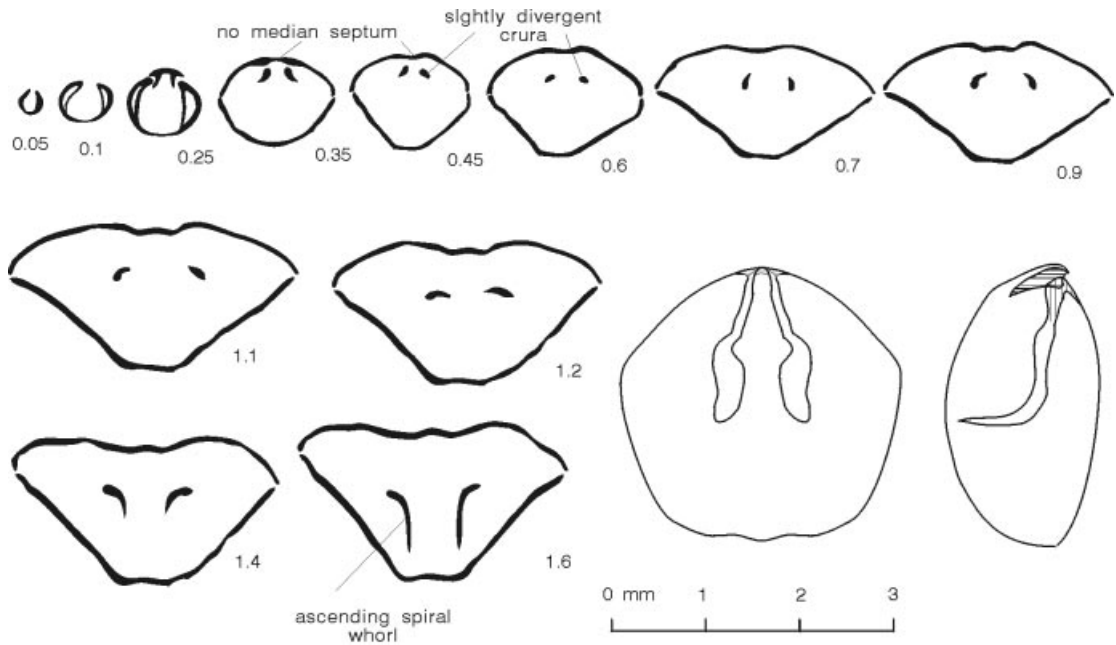 no median septum
slghtly divergent
crura
0.05
0.1
0.25
0.35
0.45
0.6
0.7
0.9
1.1
1.2
1.4
1.6
ascending spiral
whorl
0 mm 1 2 3